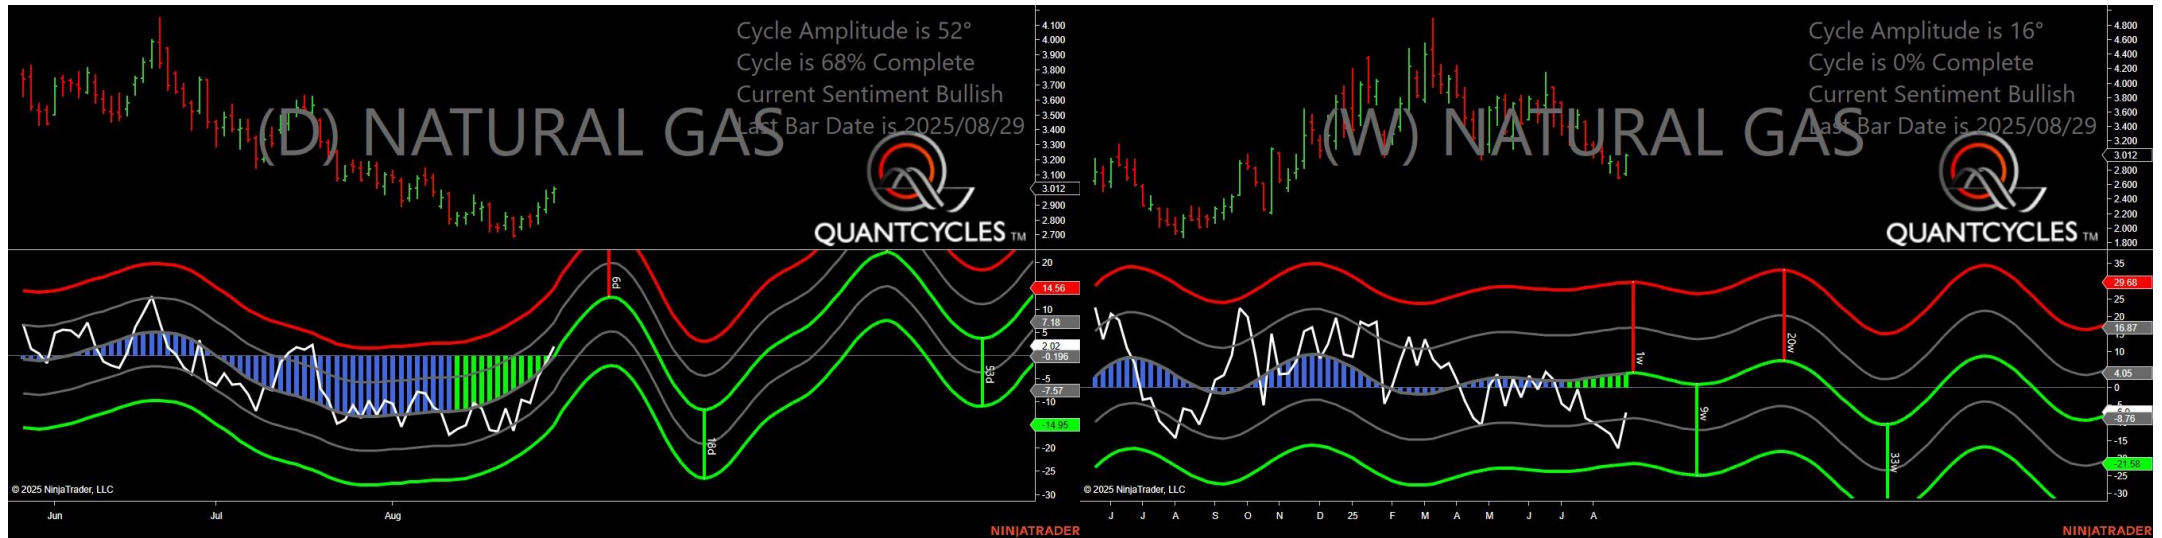 Cycle Amplitude is 52°
Cycle is 68% Complete
Current Sentiment Bullish
Last Bar Date is 2025/08/29
(D) NATURAL GAS
QUANTCYCLES TM
4.100
4.000
3.900
3.800
3.700
3.600
3.500
3.400
3.300
3.200
3.100
3.012
2.900
2.800
2.700
20
14.56
10
7.18
5
2.02
-0.196
-5
-7.57
-10
-14.95
-20
-25
-30
6d
18d
53d
© 2025 NinjaTrader, LLC
Jun Jul Aug
NINJATRADER
Cycle Amplitude is 16°
Cycle is 0% Complete
Current Sentiment Bullish
Last Bar Date is 2025/08/29
(W) NATURAL GAS
QUANTCYCLES TM
4.800
4.600
4.400
4.200
4.000
3.800
3.600
3.400
3.200
3.012
2.800
2.600
2.400
2.200
2.000
1.800
35
29.68
25
20
16.87
15
10
4.05
0
-8.76
-15
-21.58
-25
-30
1w
9w
20w
33w
© 2025 NinjaTrader, LLC
J J A S O N D 25 F M A M J J A
NINJATRADER